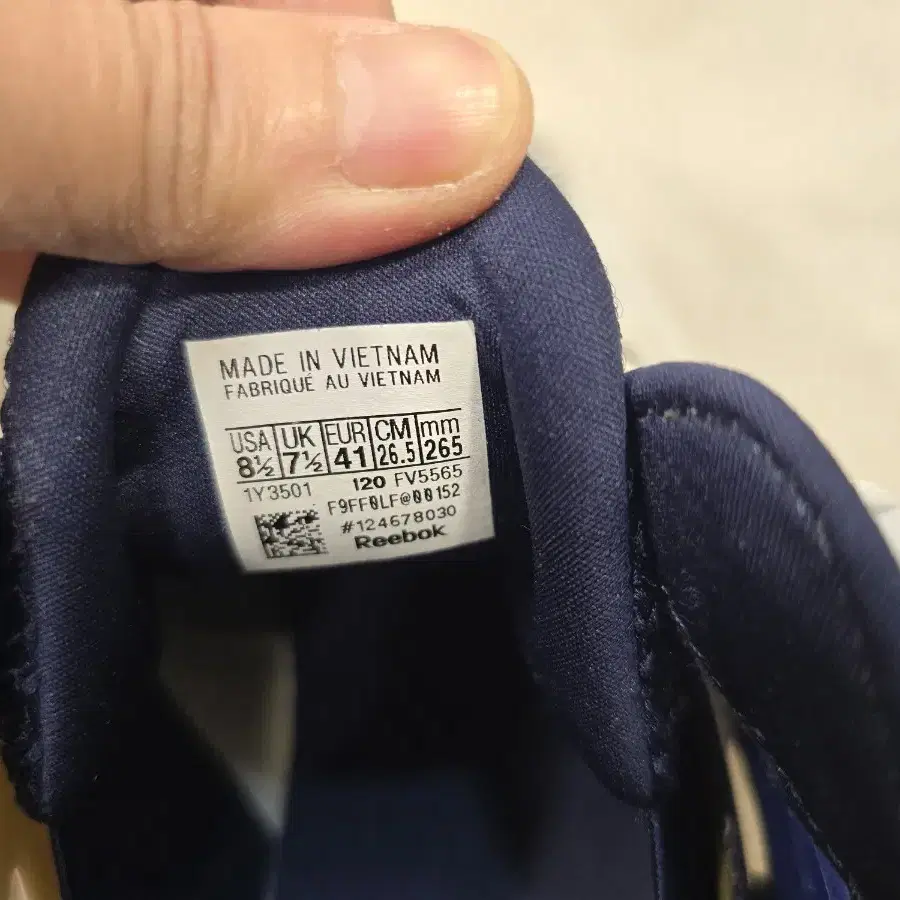 MADE IN VIETNAM
FABRIQUÉ AU VIETNAM
USA UK EUR CM mm
8½ 7½ 41 26.5 265
1Y3501 120 FV5565
F9FF0LF@00152
#124678030
Reebok